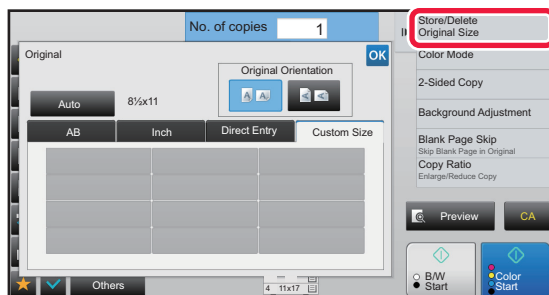 No. of copies 1
Store/Delete
Original Size
Original
OK
Color Mode
Original Orientation
2-Sided Copy
Auto
8½x11
Background Adjustment
AB
Inch
Direct Entry
Custom Size
Blank Page Skip
Skip Blank Page in Original
Copy Ratio
Enlarge/Reduce Copy
Preview
CA
B/W
Start
Color
Start
Others
4 11x17